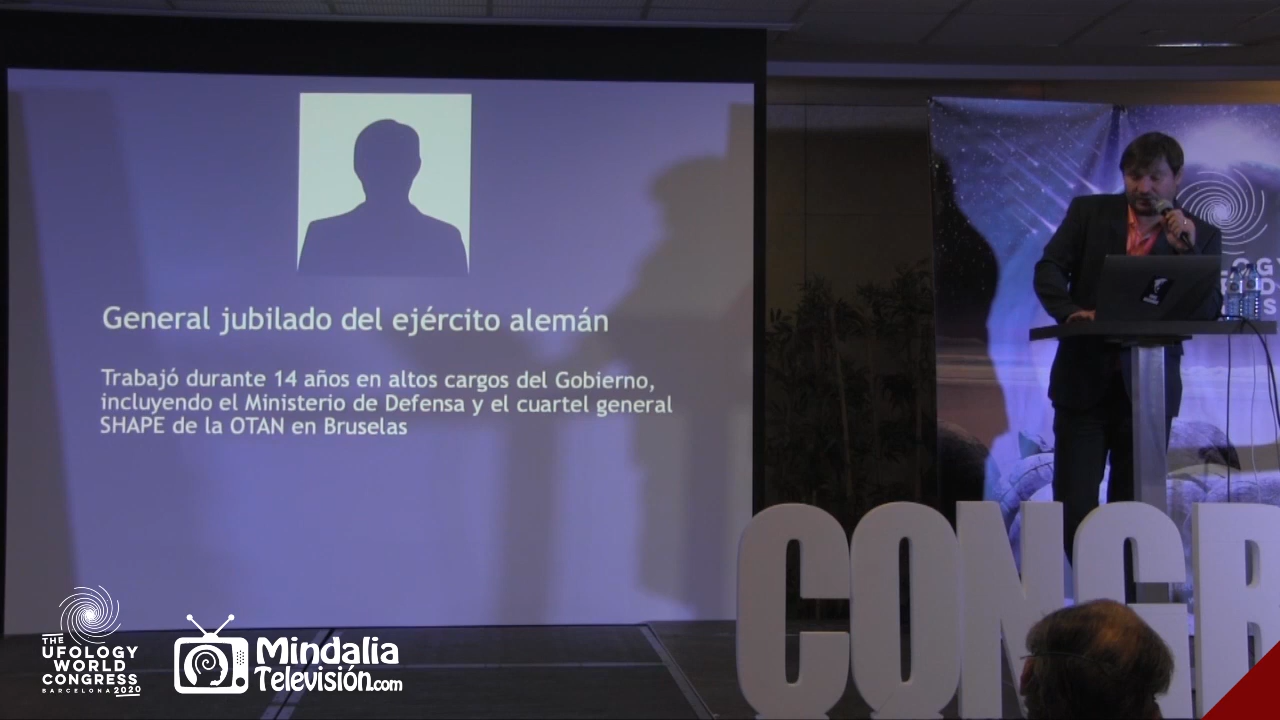 General jubilado del ejército alemán
Trabajó durante 14 años en altos cargos del Gobierno,
incluyendo el Ministerio de Defensa y el cuartel general
SHAPE de la OTAN en Bruselas
CONGR
THE
UFOLOGY
WORLD
CONGRESS
BARCELONA 2020
Mindalia
Televisión.com